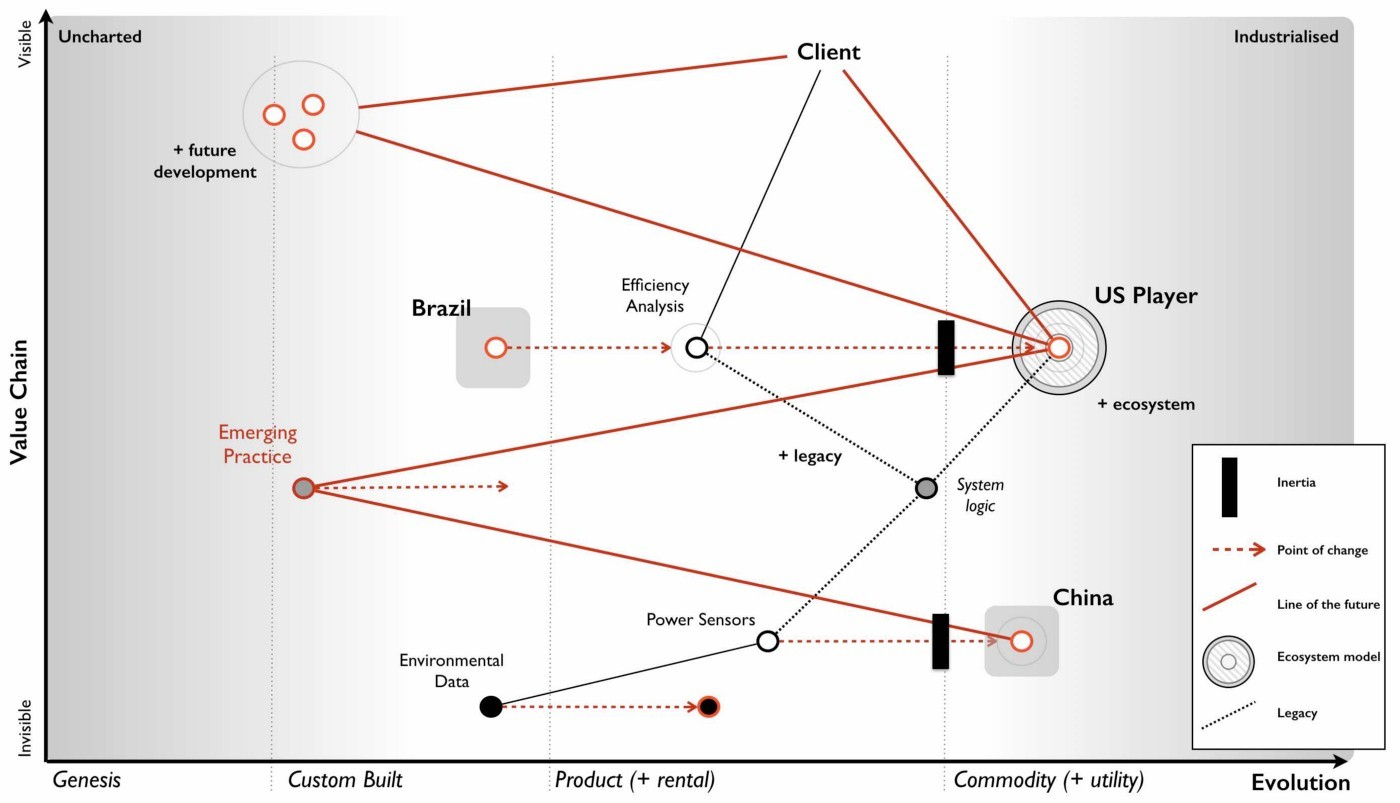 Visible
Uncharted
Client
Industrialised
+ future
development
Efficiency
Analysis
Brazil
US Player
+ ecosystem
Value Chain
Emerging
Practice
+ legacy
System
logic
Power Sensors
China
Environmental
Data
Inertia
Point of change
Line of the future
Ecosystem model
Legacy
Invisible
Genesis
Custom Built
Product (+ rental)
Commodity (+ utility)
Evolution